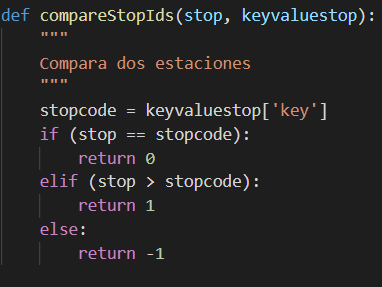 def compareStopIds(stop, keyvaluestop):
    """
    Compara dos estaciones
    """
    stopcode = keyvaluestop['key']
    if (stop == stopcode):
        return 0
    elif (stop > stopcode):
        return 1
    else:
        return -1